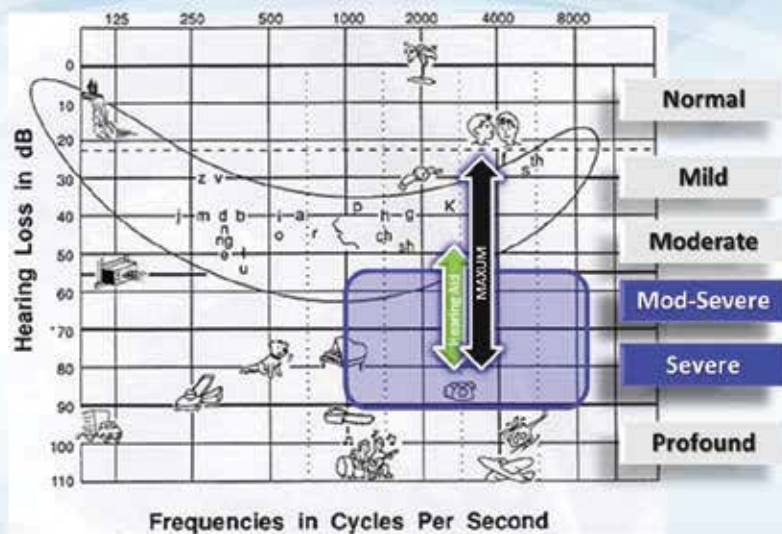 125 250 500 1000 2000 4000 8000
Hearing Loss in dB
0
10
20
30
40
50
60
70
80
90
100
110
z v
j m d b i a p h g K
n
ng
e l
u
o r ch sh
f s th
Hearing Aid
MAXUM
Normal
Mild
Moderate
Mod-Severe
Severe
Profound
Frequencies in Cycles Per Second